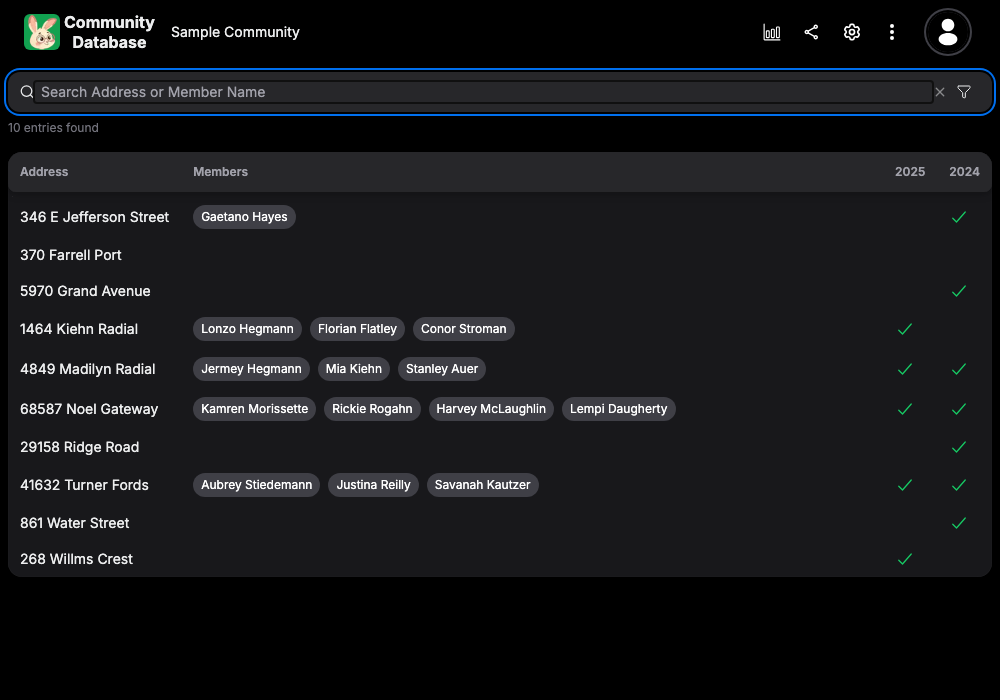 Community
Database
Sample Community
Search Address or Member Name
10 entries found
Address Members 2025 2024
346 E Jefferson Street Gaetano Hayes
370 Farrell Port
5970 Grand Avenue
1464 Kiehn Radial Lonzo Hegmann Florian Flatley Conor Stroman
4849 Madilyn Radial Jermey Hegmann Mia Kiehn Stanley Auer
68587 Noel Gateway Kamren Morissette Rickie Rogahn Harvey McLaughlin Lempi Daugherty
29158 Ridge Road
41632 Turner Fords Aubrey Stiedemann Justina Reilly Savanah Kautzer
861 Water Street
268 Willms Crest